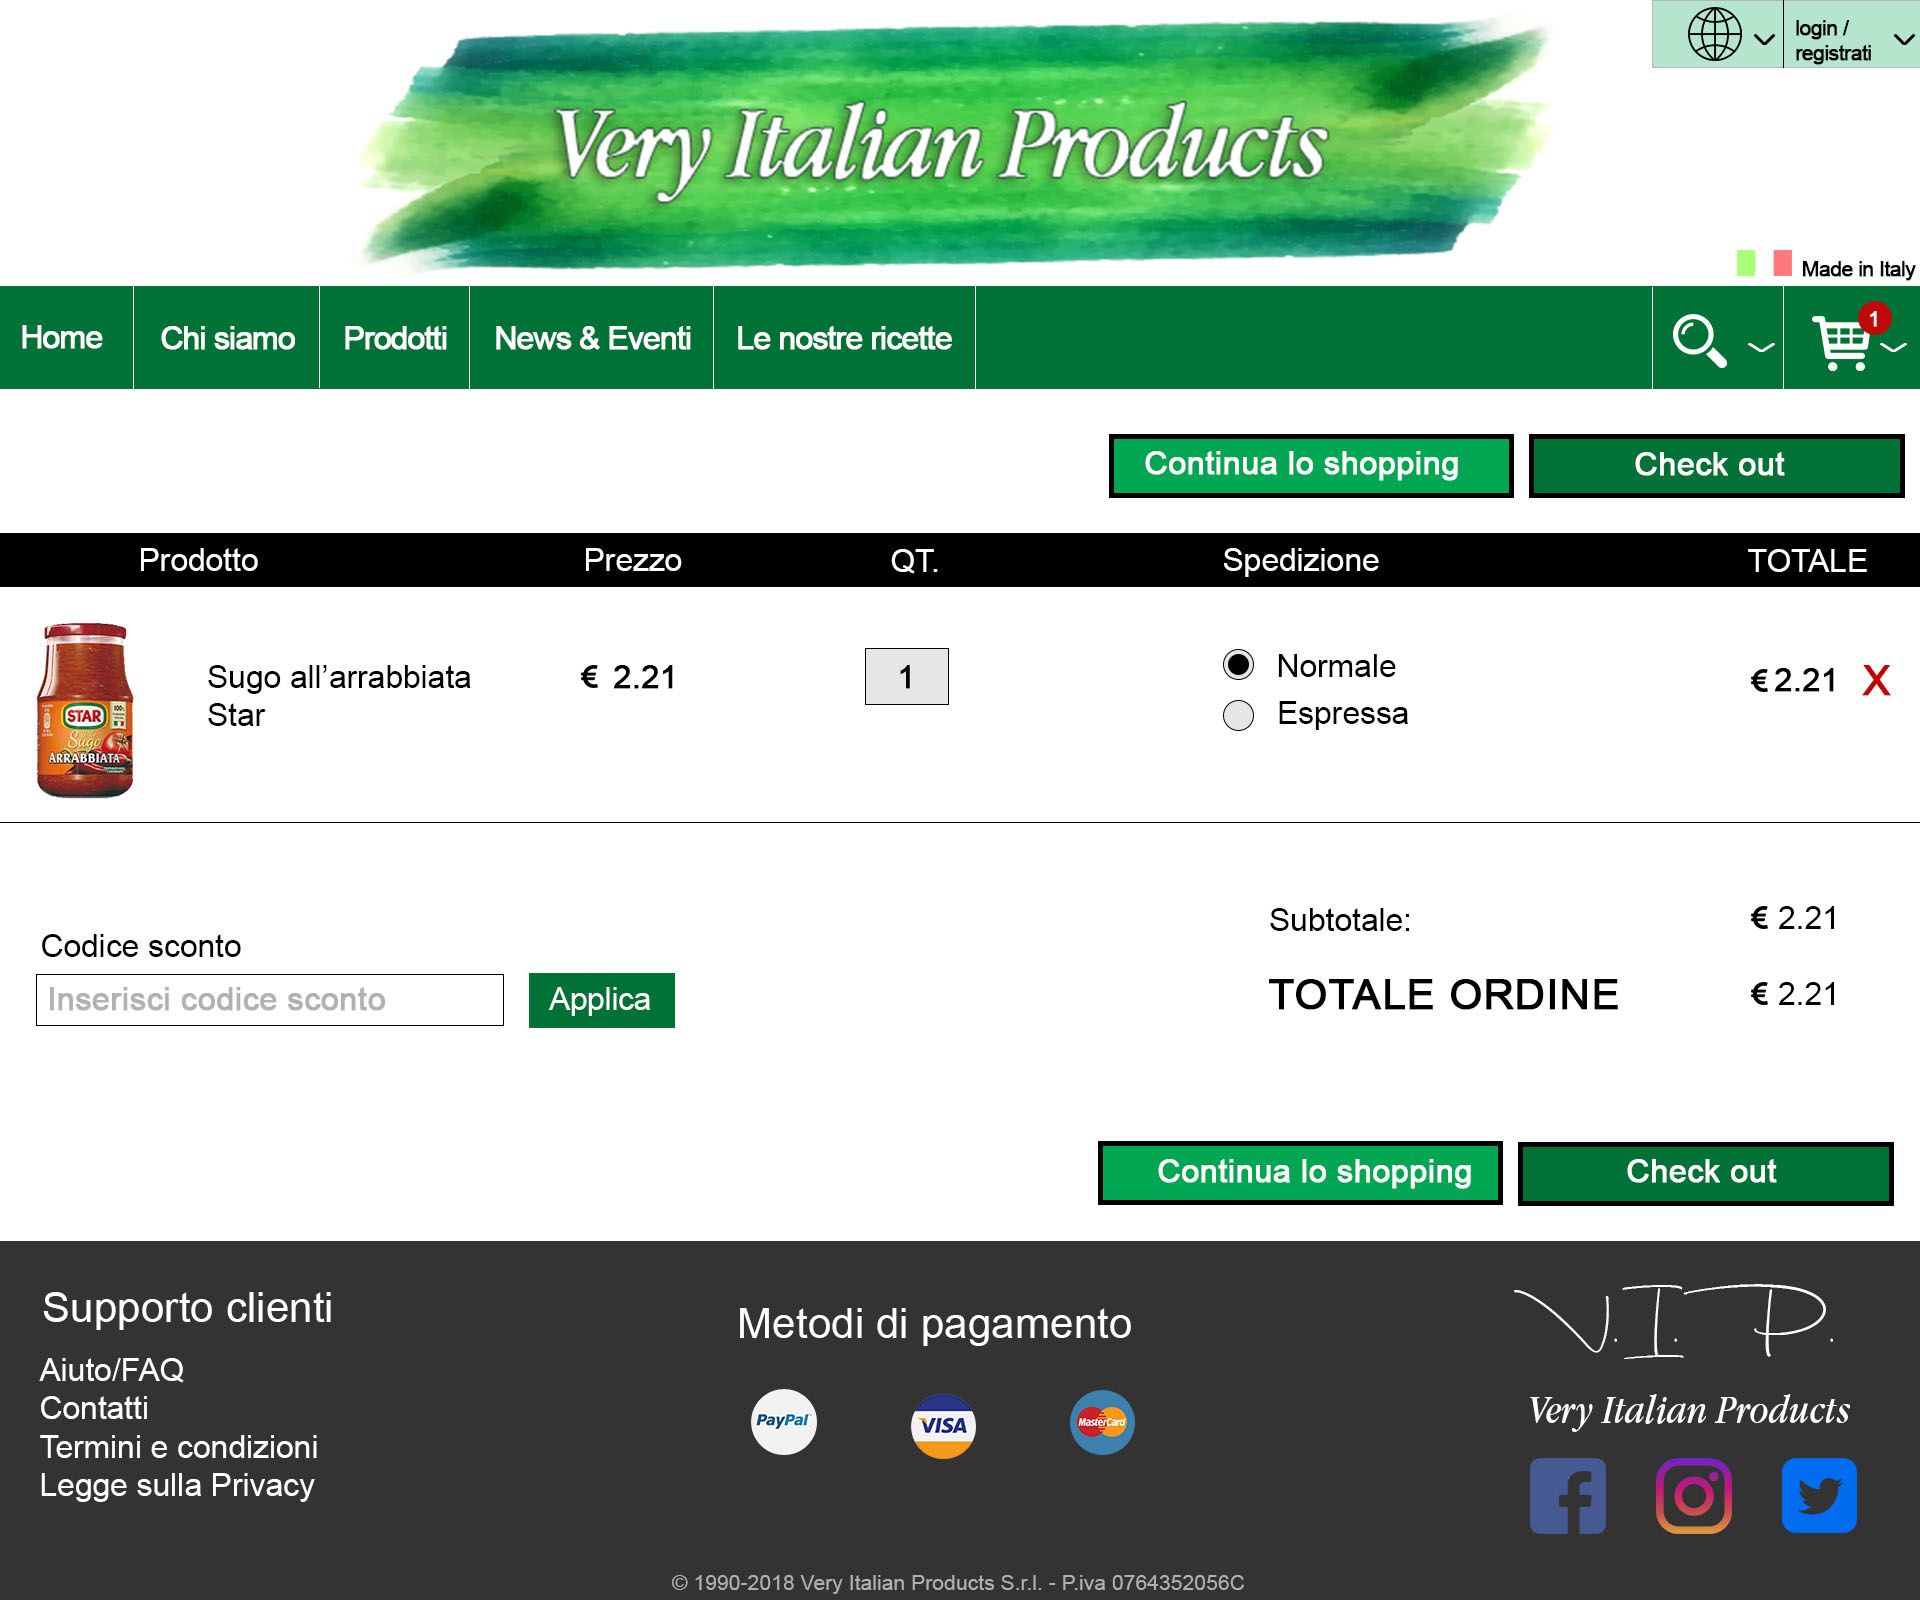 login /
registrati
Very Italian Products
Made in Italy
Home
Chi siamo
Prodotti
News & Eventi
Le nostre ricette
1
Continua lo shopping
Check out
Prodotto
Prezzo
QT.
Spedizione
TOTALE
STAR
100%
Sugo
ARRABBIATA
Sugo all’arrabbiata
Star
€ 2.21
1
Normale
Espressa
€ 2.21 X
Subtotale:
€ 2.21
Codice sconto
Inserisci codice sconto
Applica
TOTALE ORDINE
€ 2.21
Continua lo shopping
Check out
Supporto clienti
Aiuto/FAQ
Contatti
Termini e condizioni
Legge sulla Privacy
Metodi di pagamento
PayPal
VISA
MasterCard
V.I.P.
Very Italian Products
© 1990-2018 Very Italian Products S.r.l. - P.iva 0764352056C